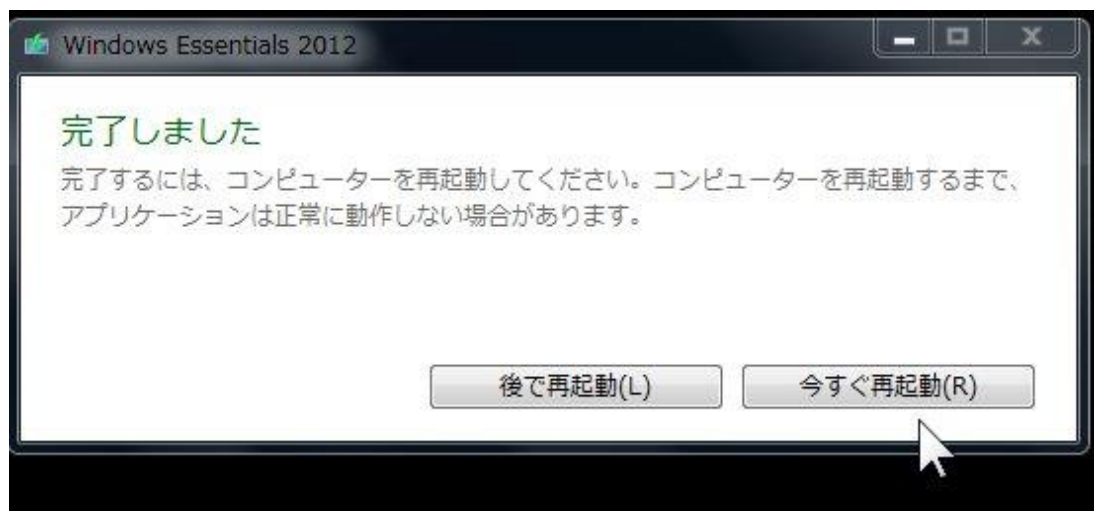 Windows Essentials 2012
完了しました
完了するには、コンピューターを再起動してください。コンピューターを再起動するまで、
アプリケーションは正常に動作しない場合があります。
後で再起動(L)
今すぐ再起動(R)